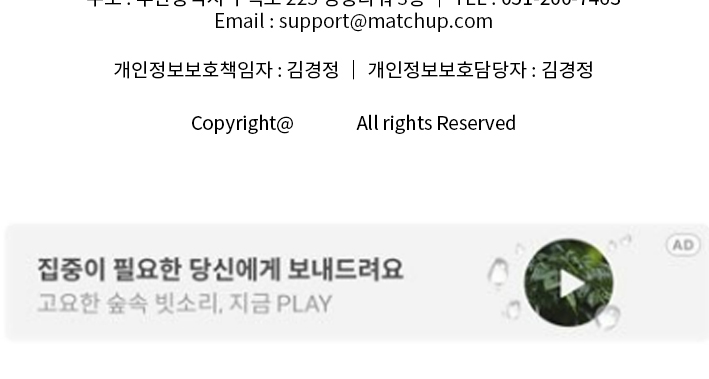 Email : support@matchup.com
개인정보보호책임자 : 김경정 | 개인정보보호담당자 : 김경정
Copyright@ All rights Reserved
AD
집중이 필요한 당신에게 보내드려요
고요한 숲속 빗소리, 지금 PLAY